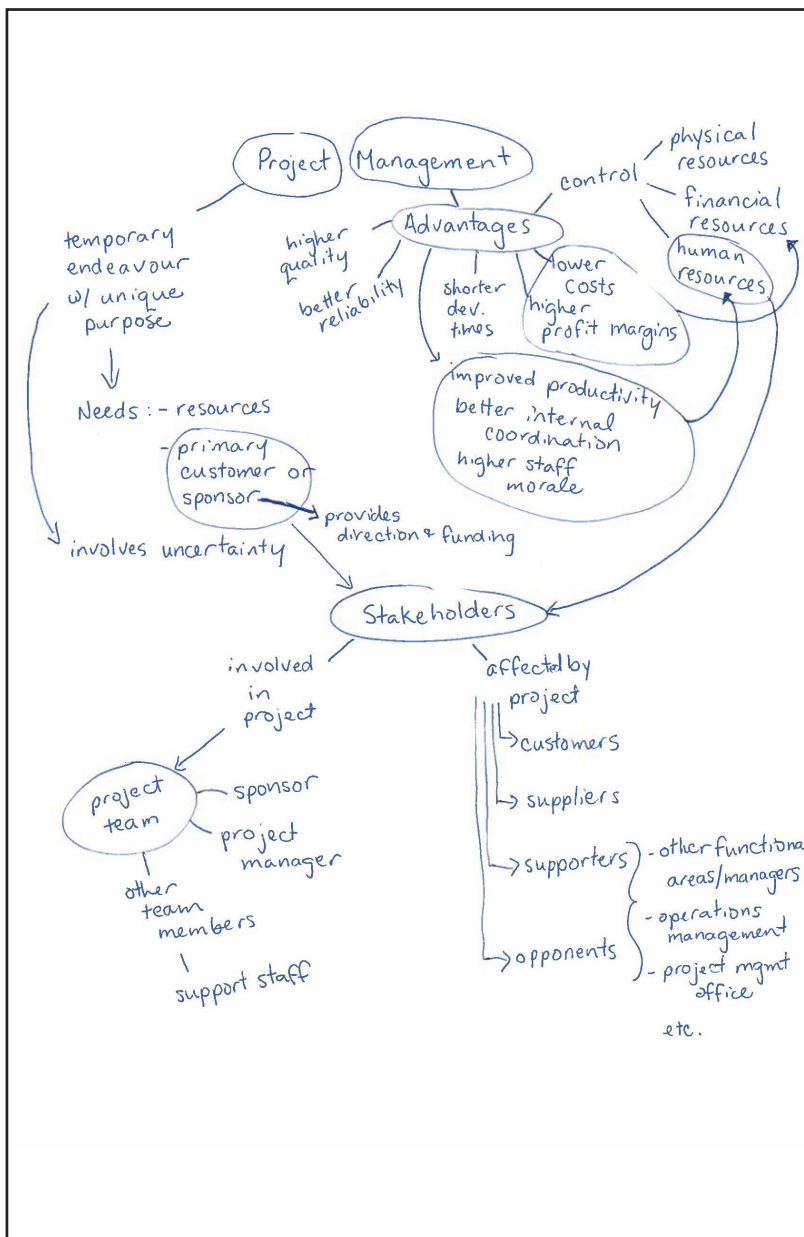 Project
Management
Advantages
control
physical
resources
financial
resources
human
resources
higher
quality
better
reliability
shorter
dev.
times
lower
costs
higher
profit margins
improved productivity
better internal
coordination
higher staff
morale
temporary
endeavour
w/ unique
purpose
Needs: - resources
- primary
customer or
sponsor
provides
direction & funding
involves uncertainty
Stakeholders
involved
in
project
project
team
sponsor
project
manager
other
team
members
support staff
affected by
project
customers
suppliers
supporters
opponents
- other functional
areas/managers
- operations
management
- project mgmt
office
etc.